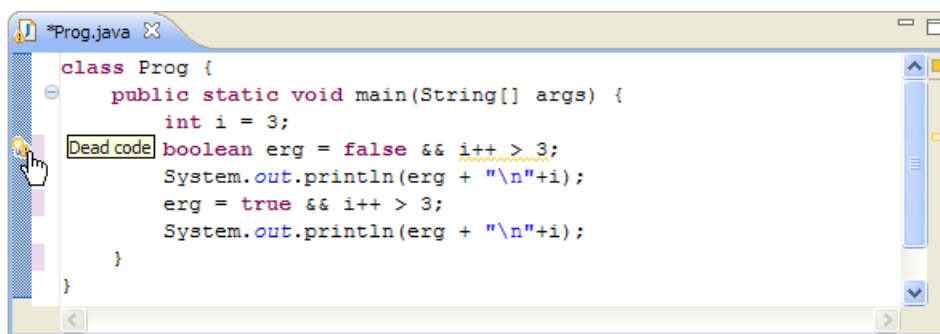 *Prog.java
class Prog {
public static void main(String[] args) {
int i = 3;
Dead code boolean erg = false && i++ > 3;
System.out.println(erg + "\n"+i);
erg = true && i++ > 3;
System.out.println(erg + "\n"+i);
}
}